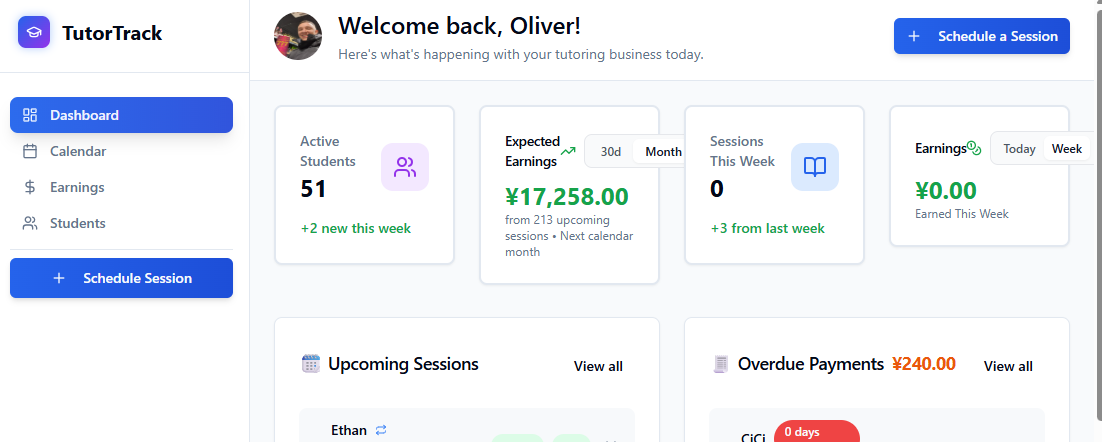 TutorTrack
Dashboard
Calendar
Earnings
Students
Schedule Session
Welcome back, Oliver!
Here's what's happening with your tutoring business today.
Schedule a Session
Active
Students
51
+2 new this week
Expected
Earnings
30d
Month
¥17,258.00
from 213 upcoming
sessions • Next calendar
month
Sessions
This Week
0
+3 from last week
Earnings
Today
Week
¥0.00
Earned This Week
Upcoming Sessions
View all
Ethan
Overdue Payments
¥240.00
View all
CiCi
0 days